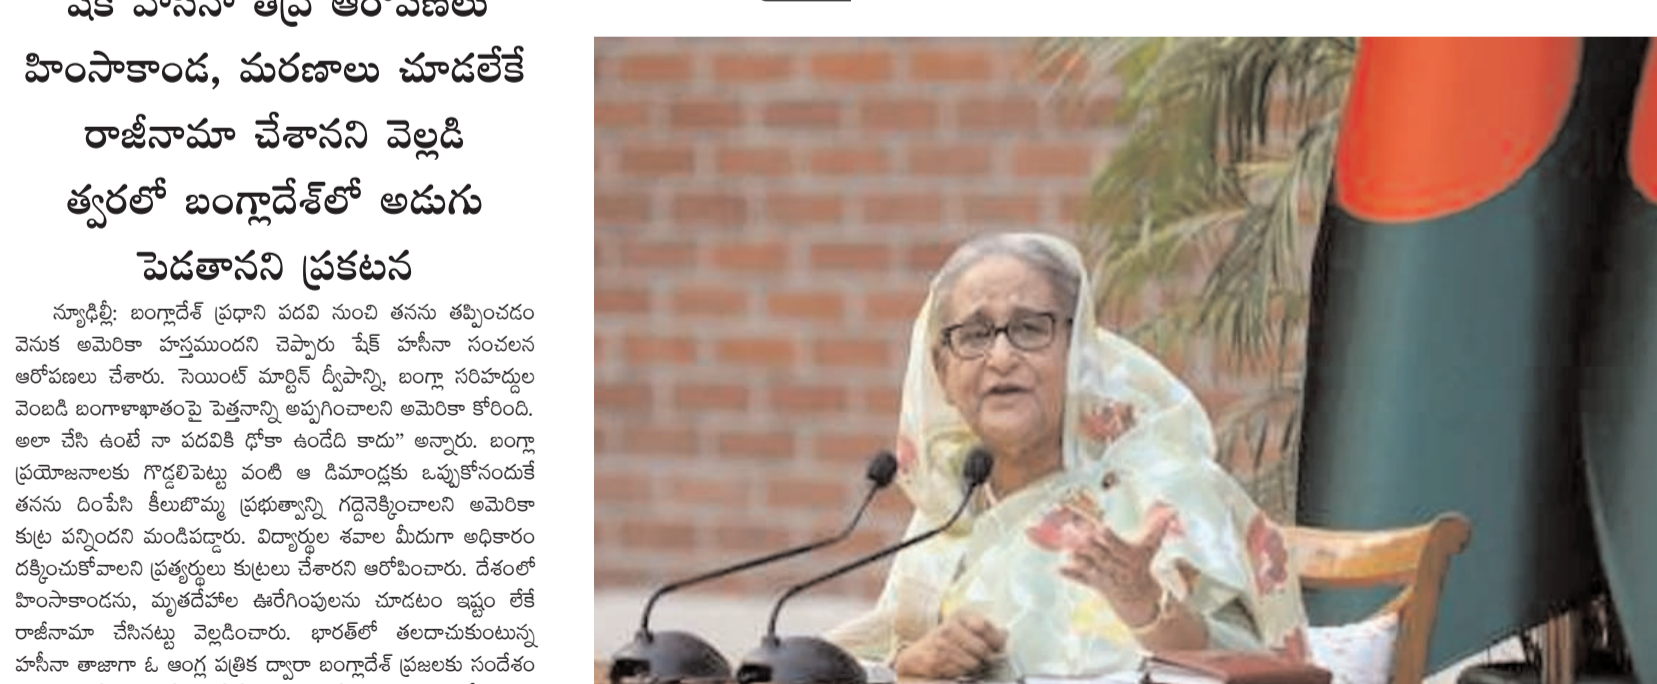 షేక్ హసీనా తీవ్ర ఆరోపణలు
హింసాకాండ, మరణాలు చూడలేకే
రాజీనామా చేశానని వెల్లడి
త్వరలో బంగ్లాదేశ్‌లో అడుగు
పెడతానని ప్రకటన
న్యూఢిల్లీ: బంగ్లాదేశ్ ప్రధాని పదవి నుంచి తనను తప్పించడం
వెనుక అమెరికా హస్తముందని చెప్పారు షేక్ హసీనా సంచలన
ఆరోపణలు చేశారు. సెయింట్ మార్టిన్ ద్వీపాన్ని, బంగ్లా సరిహద్దుల
వెంబడి బంగాళాఖాతంపై పెత్తనాన్ని అప్పగించాలని అమెరికా కోరింది.
అలా చేసి ఉంటే నా పదవికి ఢోకా ఉండేది కాదు” అన్నారు. బంగ్లా
ప్రయోజనాలకు గొడ్డలిపెట్టు వంటి ఆ డిమాండ్లకు ఒప్పుకోనందుకే
తనను దింపేసి కీలుబొమ్మ ప్రభుత్వాన్ని గద్దెనెక్కించాలని అమెరికా
కుట్ర పన్నిందని మండిపడ్డారు. విద్యార్థుల శవాల మీదుగా అధికారం
దక్కించుకోవాలని ప్రత్యర్థులు కుట్రలు చేశారని ఆరోపించారు. దేశంలో
హింసాకాండను, మృతదేహాల ఊరేగింపులను చూడటం ఇష్టం లేకే
రాజీనామా చేసినట్టు వెల్లడించారు. భారత్‌లో తలదాచుకుంటున్న
హసీనా తాజాగా ఓ ఆంగ్ల పత్రిక ద్వారా బంగ్లాదేశ్ ప్రజలకు సందేశం